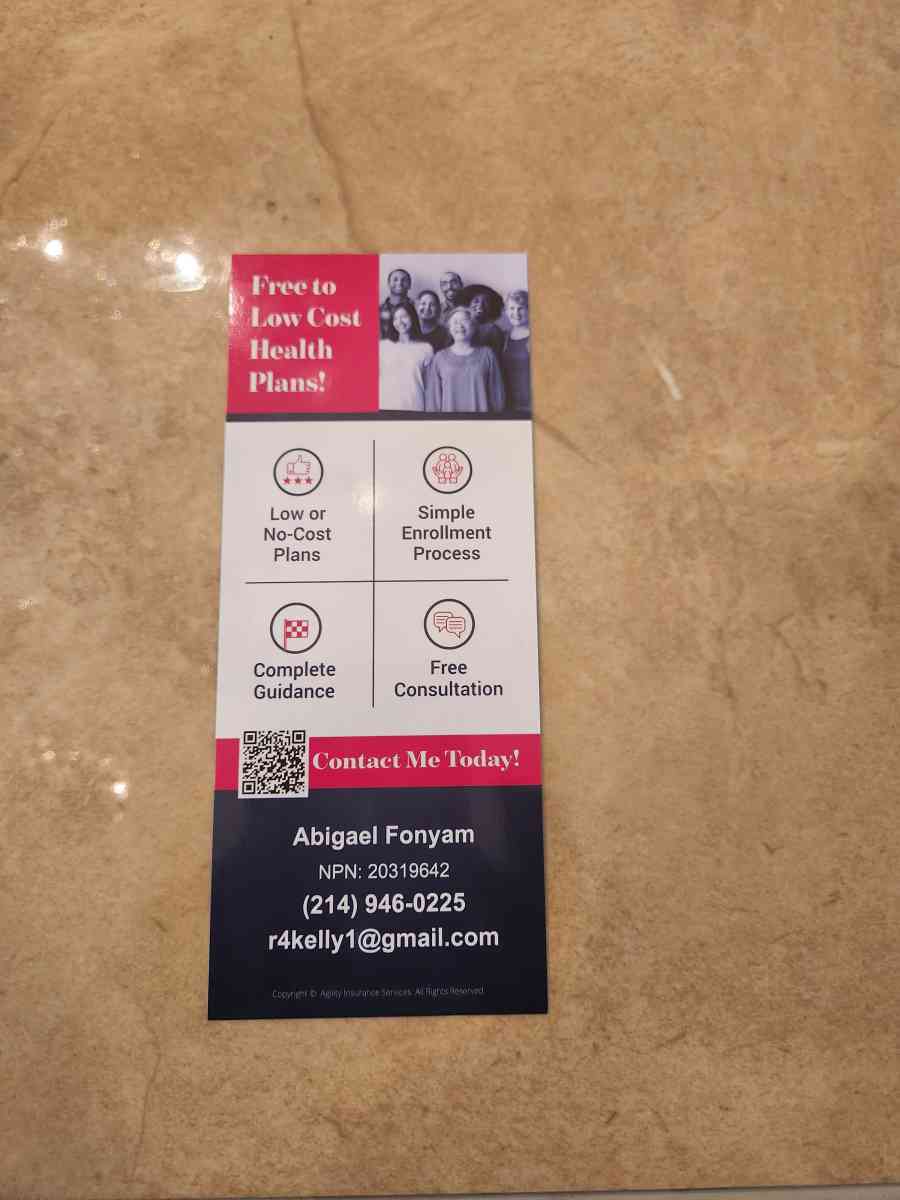 Free to
Low Cost
Health
Plans!
Low or
No-Cost
Plans
Simple
Enrollment
Process
Complete
Guidance
Free
Consultation
Contact Me Today!
Abigael Fonyam
NPN: 20319642
(214) 946-0225
r4kelly1@gmail.com
Copyright © Agility Insurance Services. All Rights Reserved.